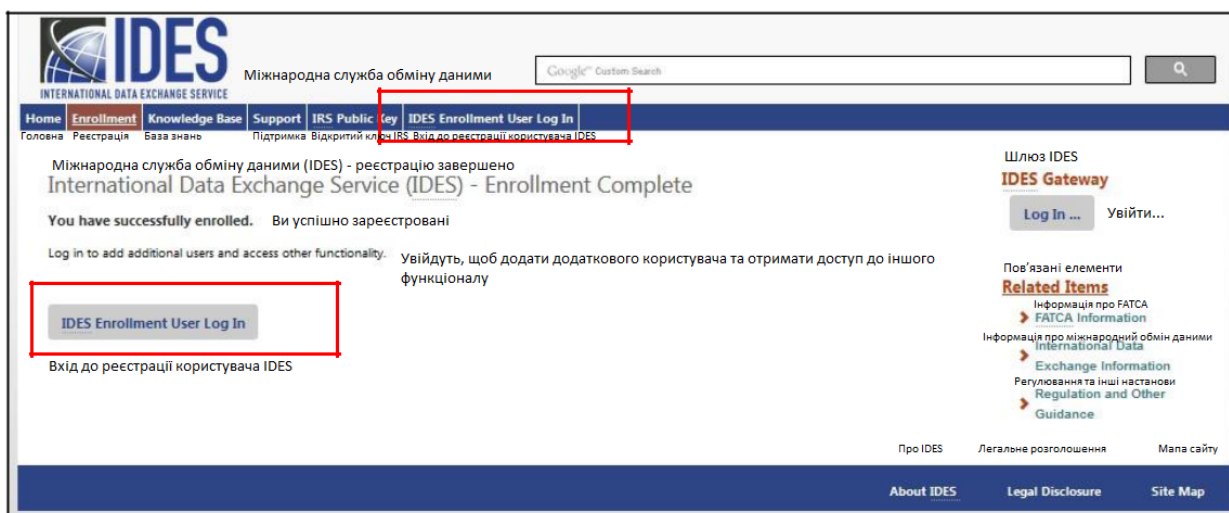 IDES
INTERNATIONAL DATA EXCHANGE SERVICE
Міжнародна служба обміну даними
Google™ Custom Search
Home Enrollment Knowledge Base Support IRS Public Key IDES Enrollment User Log In
Головна Реєстрація База знань Підтримка Відкритий ключ IRS Вхід до реєстрації користувача IDES
Міжнародна служба обміну даними (IDES) - реєстрацію завершено
International Data Exchange Service (IDES) - Enrollment Complete
You have successfully enrolled. Ви успішно зареєстровані
Log in to add additional users and access other functionality.
Увійдуть, щоб додати додаткового користувача та отримати доступ до іншого
функціоналу
IDES Enrollment User Log In
Вхід до реєстрації користувача IDES
Шлюз IDES
IDES Gateway
Log In ... Увійти...
Пов’язані елементи
Related Items
Інформація про FATCA
FATCA Information
Інформація про міжнародний обмін даними
International Data
Exchange Information
Регулювання та інші настанови
Regulation and Other
Guidance
Про IDES Легальне розголошення Мапа сайту
About IDES Legal Disclosure Site Map